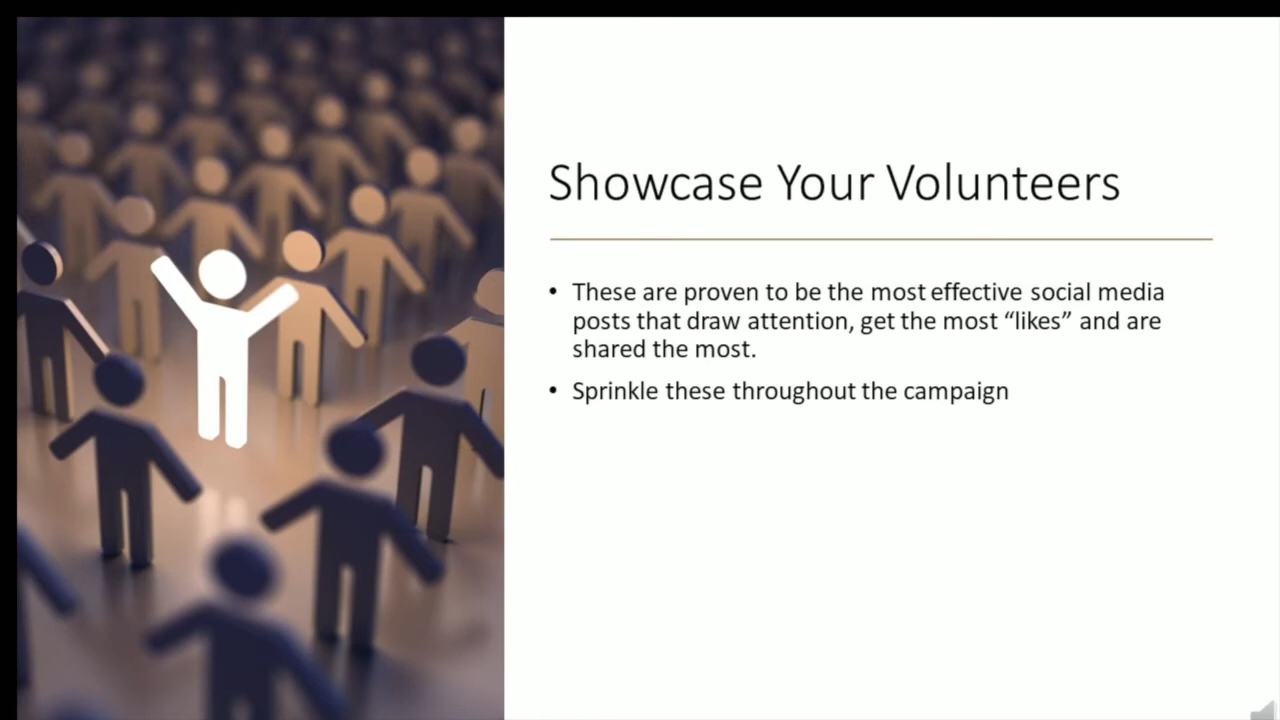 Showcase Your Volunteers
• These are proven to be the most effective social media
posts that draw attention, get the most “likes” and are
shared the most.
• Sprinkle these throughout the campaign